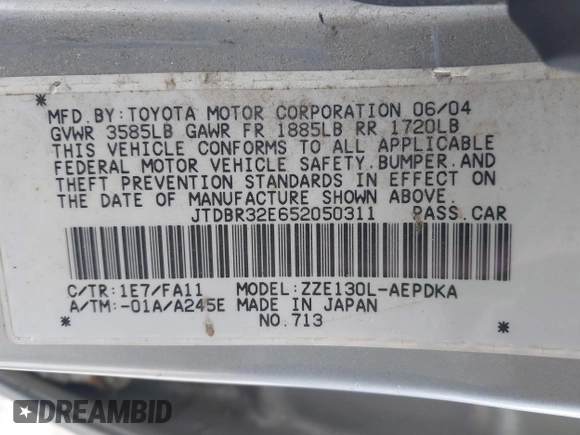 MFD. BY: TOYOTA MOTOR CORPORATION 06/04
GVWR 3585LB GAWR FR 1885LB RR 1720LB
THIS VEHICLE CONFORMS TO ALL APPLICABLE
FEDERAL MOTOR VEHICLE SAFETY.BUMPER.AND
THEFT PREVENTION STANDARDS IN EFFECT ON
THE DATE OF MANUFACTURE SHOWN ABOVE.
JTDBR32E652050311 PASS.CAR
C/TR:1E7/FA11 MODEL:ZZE130L-AEPDKA
A/TM:-01A/A245E MADE IN JAPAN
* NO.713 *
DREAMBID